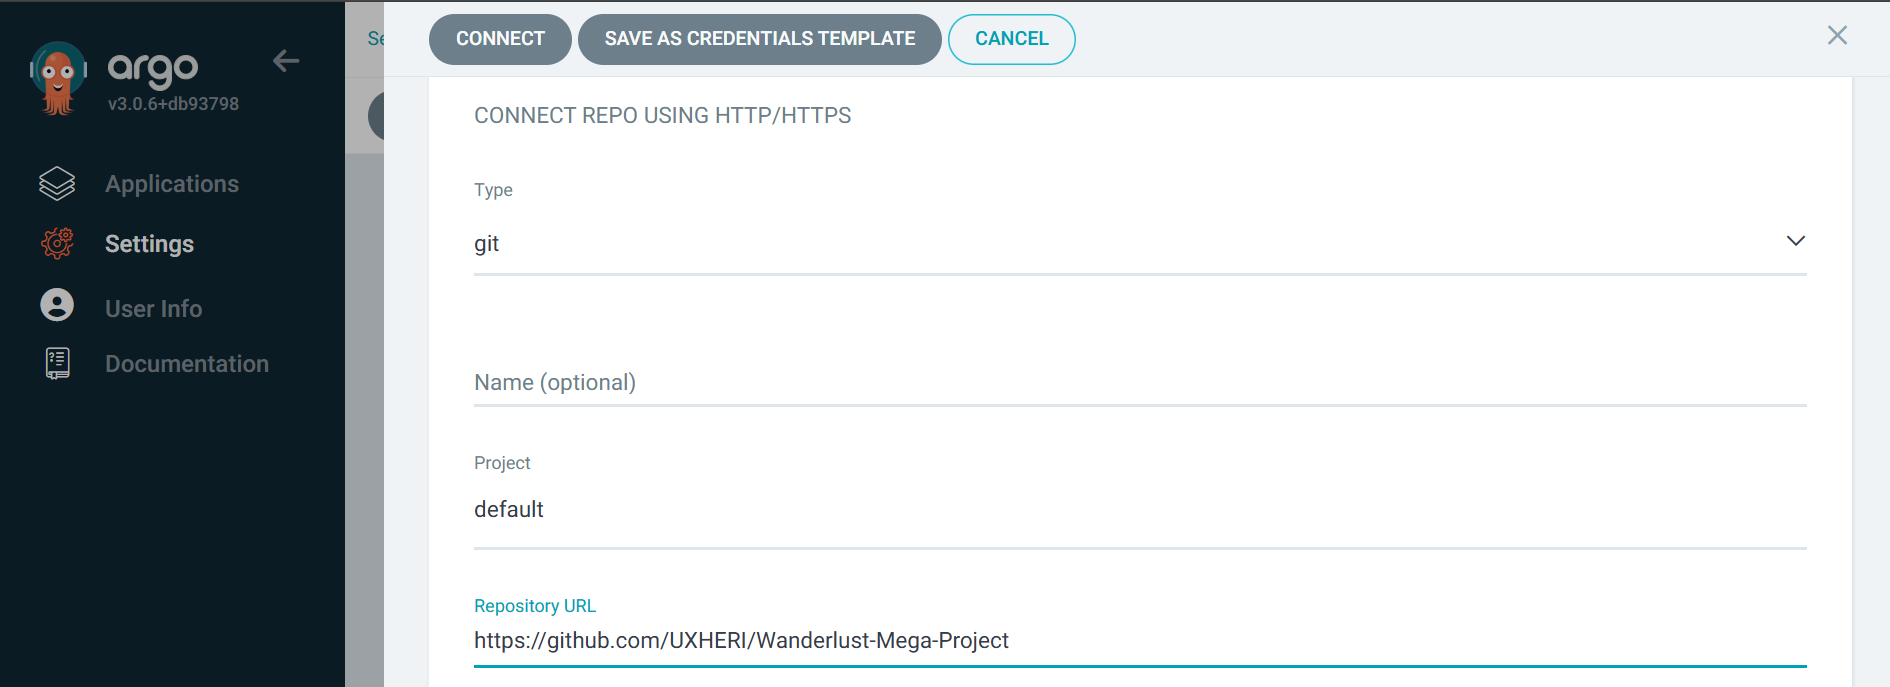 argo
v3.0.6+db93798
Applications
Settings
User Info
Documentation
Se
CONNECT
SAVE AS CREDENTIALS TEMPLATE
CANCEL
CONNECT REPO USING HTTP/HTTPS
Type
git
Name (optional)
Project
default
Repository URL
https://github.com/UXHERI/Wanderlust-Mega-Project